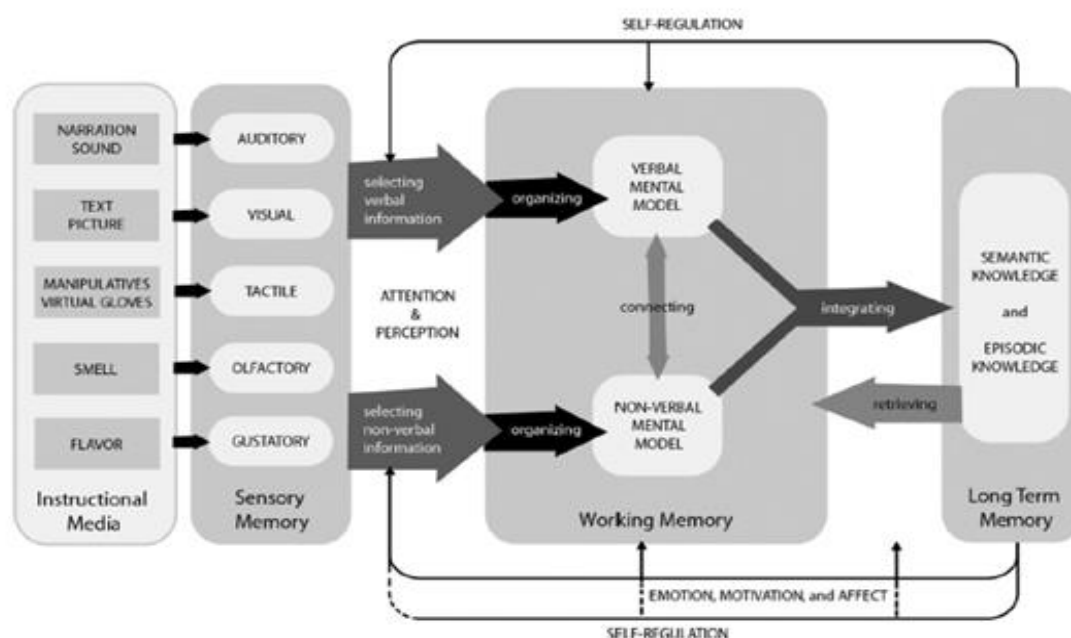 SELF-REGULATION
NARRATION
SOUND
AUDITORY
TEXT
PICTURE
VISUAL
MANIPULATIVES
VIRTUAL GLOVES
TACTILE
SMELL
OLFACTORY
FLAVOR
GUSTATORY
Instructional
Media
Sensory
Memory
selecting
verbal
information
organizing
VERBAL
MENTAL
MODEL
ATTENTION
&
PERCEPTION
connecting
integrating
selecting
non-verbal
information
organizing
NON-VERBAL
MENTAL
MODEL
retrieving
Working Memory
SEMANTIC
KNOWLEDGE
and
EPISODIC
KNOWLEDGE
Long Term
Memory
EMOTION, MOTIVATION, and AFFECT
SELF-REGULATION